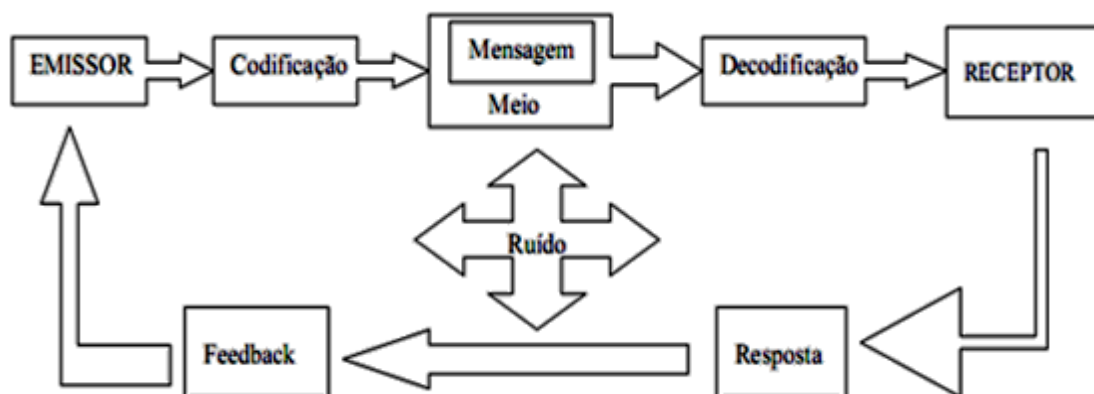 EMISSOR
Codificação
Mensagem
Meio
Decodificação
RECEPTOR
Ruído
Feedback
Resposta